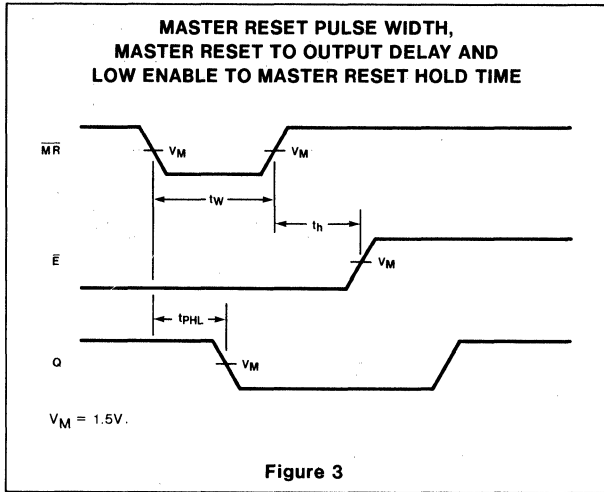 MASTER RESET PULSE WIDTH,
MASTER RESET TO OUTPUT DELAY AND
LOW ENABLE TO MASTER RESET HOLD TIME
M̅R̅ VM VM
tW
th
E̅ VM
tPHL
Q VM
VM = 1.5V.
Figure 3